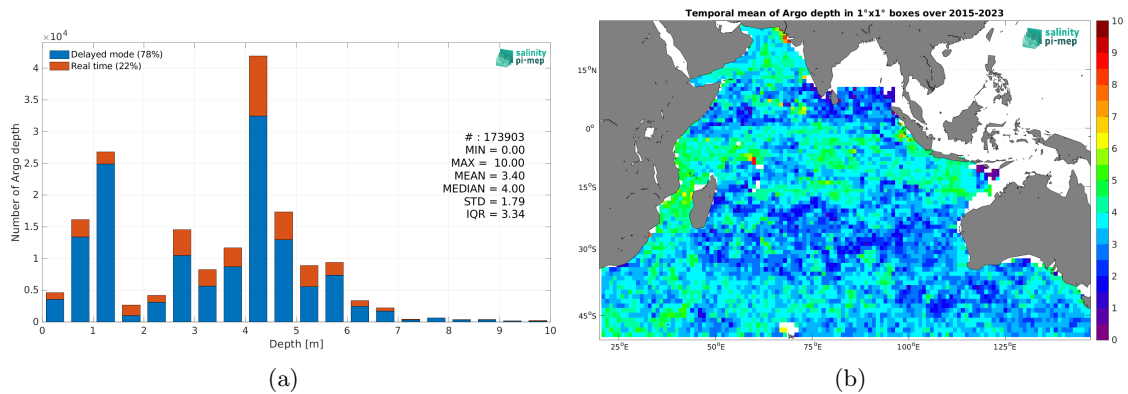 ×10⁴
Delayed mode (78%)
Real time (22%)
salinity
pi-mep
# : 173903
MIN = 0.00
MAX = 10.00
MEAN = 3.40
MEDIAN = 4.00
STD = 1.79
IQR = 3.34
Number of Argo depth
4
3.5
3
2.5
2
1.5
1
0.5
0
0 1 2 3 4 5 6 7 8 9 10
Depth [m]
(a)
Temporal mean of Argo depth in 1°x1° boxes over 2015-2023
salinity
pi-mep
15°N
0°
15°S
30°S
45°S
25°E 50°E 75°E 100°E 125°E
10
9
8
7
6
5
4
3
2
1
0
(b)